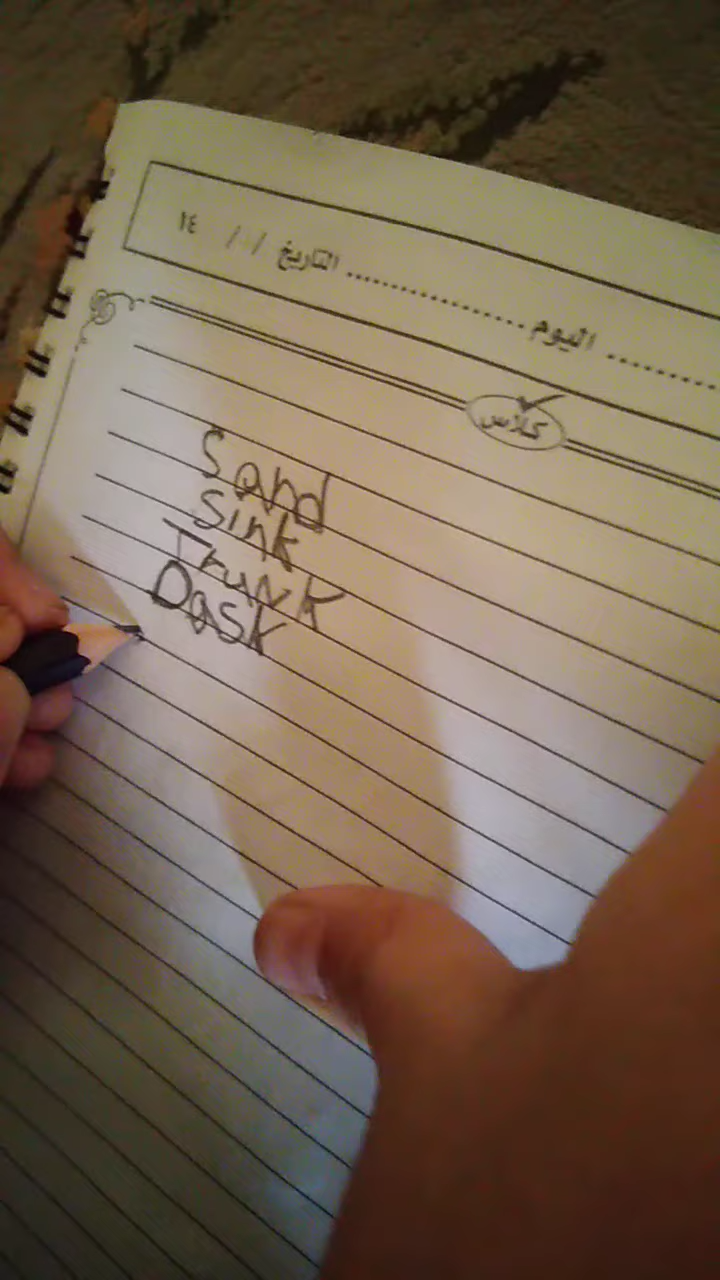 اليوم ........ التاريخ / / ١٤
كلاس
Sand
Sink
Trunk
Dask